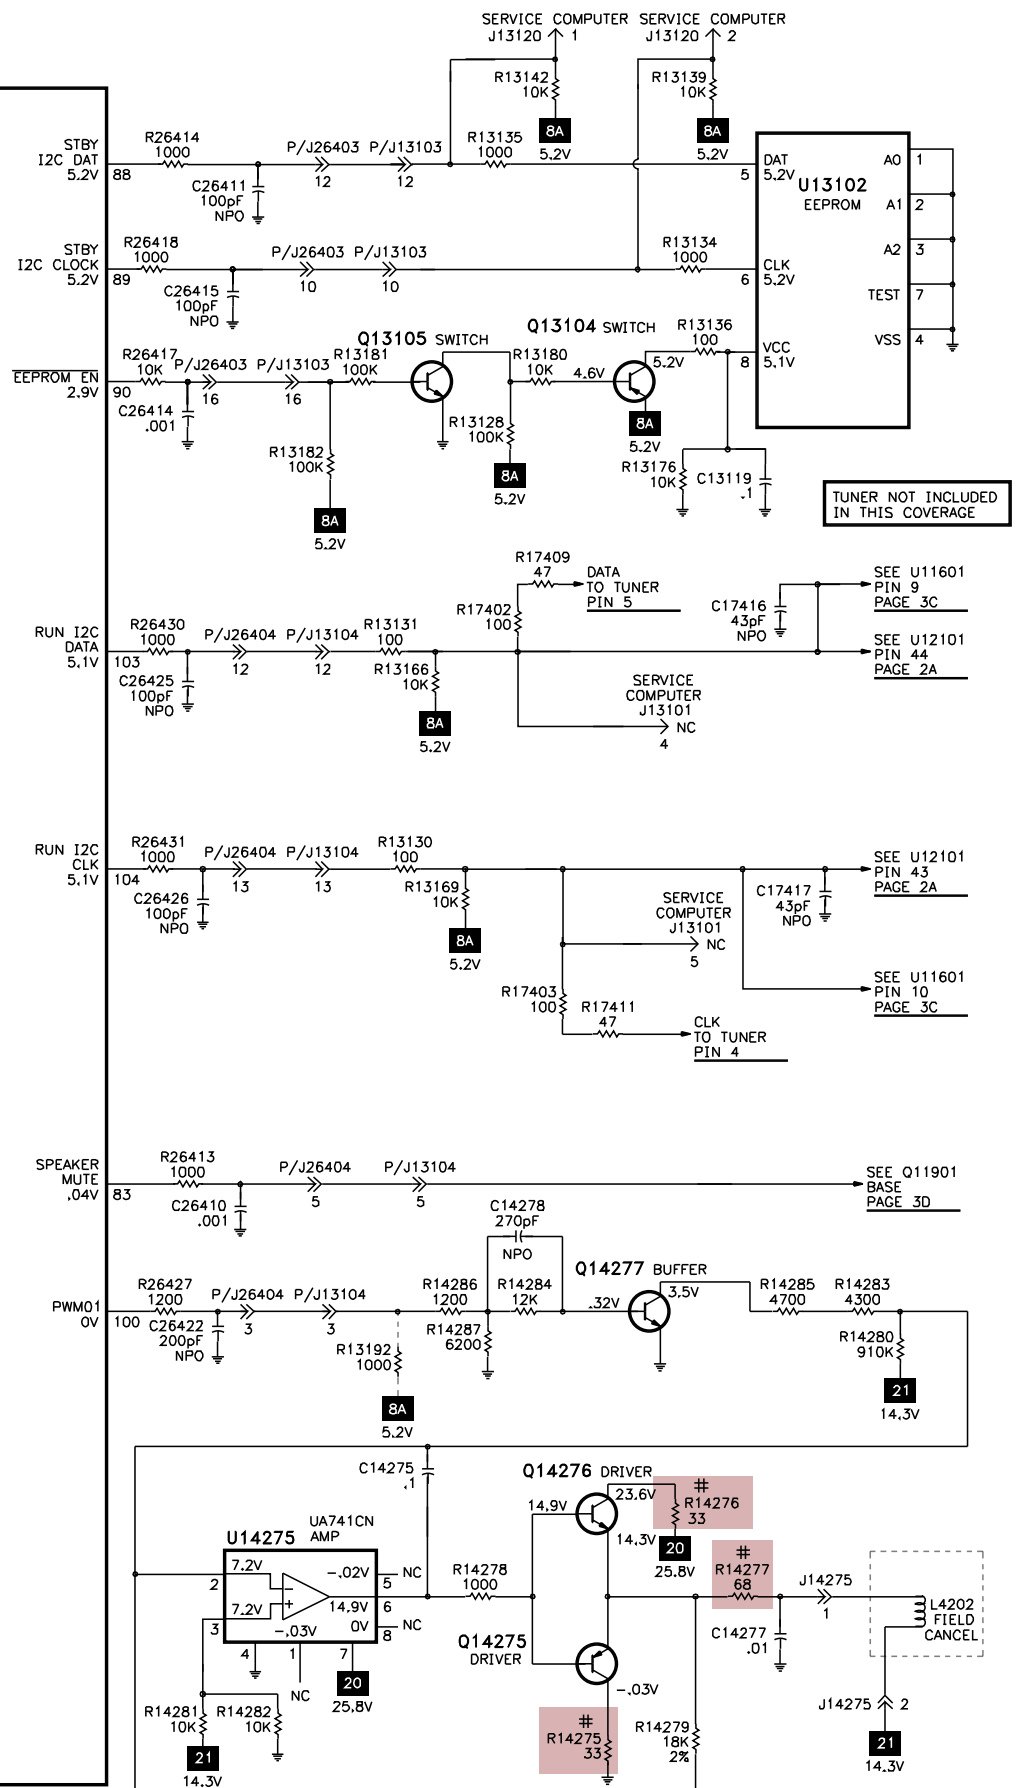 SERVICE COMPUTER
J13120 1
SERVICE COMPUTER
J13120 2
R13142
10K
8A
5.2V
R13139
10K
8A
5.2V
STBY
I2C DAT
5.2V
88
R26414
1000
C26411
100pF
NPO
P/J26403
12
P/J13103
12
R13135
1000
5
DAT
5.2V
U13102
EEPROM
A0 1
A1 2
A2 3
TEST 7
VSS 4
STBY
I2C CLOCK
5.2V
89
R26418
1000
C26415
100pF
NPO
P/J26403
10
P/J13103
10
R13134
1000
6
CLK
5.2V
EEPROM EN
2.9V
90
R26417
10K
C26414
.001
P/J26403
16
P/J13103
16
R13182
100K
8A
5.2V
R13181
100K
Q13105 SWITCH
R13128
100K
8A
5.2V
R13180
10K
4.6V
Q13104 SWITCH
5.2V
8A
5.2V
R13136
100
8
VCC
5.1V
R13176
10K
C13119
.1
TUNER NOT INCLUDED
IN THIS COVERAGE
RUN I2C
DATA
5.1V
103
R26430
1000
C26425
100pF
NPO
P/J26404
12
P/J13104
12
R13131
100
R13166
10K
8A
5.2V
R17409
47
R17402
100
DATA
TO TUNER
PIN 5
SERVICE
COMPUTER
J13101
NC
4
C17416
43pF
NPO
SEE U11601
PIN 9
PAGE 3C
SEE U12101
PIN 44
PAGE 2A
RUN I2C
CLK
5.1V
104
R26431
1000
C26426
100pF
NPO
P/J26404
13
P/J13104
13
R13130
100
R13169
10K
8A
5.2V
SERVICE
COMPUTER
J13101
NC
5
R17403
100
R17411
47
CLK
TO TUNER
PIN 4
C17417
43pF
NPO
SEE U12101
PIN 43
PAGE 2A
SEE U11601
PIN 10
PAGE 3C
SPEAKER
MUTE
.04V
83
R26413
1000
C26410
.001
P/J26404
5
P/J13104
5
SEE Q11901
BASE
PAGE 3D
PWM01
0V
100
R26427
1200
C26422
200pF
NPO
P/J26404
3
P/J13104
3
R13192
1000
8A
5.2V
R14286
1200
R14287
6200
C14278
270pF
NPO
R14284
12K
.32V
Q14277 BUFFER
3.5V
R14285
4700
R14283
4300
R14280
910K
21
14.3V
C14275
.1
U14275
UA741CN
AMP
2
7.2V
3
7.2V
-
+
-.02V
5 NC
14.9V
6
0V
8 NC
-.03V
4
1
NC
7
20
25.8V
R14281
10K
21
14.3V
R14282
10K
R14278
1000
Q14276 DRIVER
14.9V
23.6V
14.3V
#
R14276
33
20
25.8V
Q14275
DRIVER
-.03V
#
R14275
33
#
R14277
68
R14279
18K
2%
C14277
.01
J14275
1
L4202
FIELD
CANCEL
J14275 2
21
14.3V